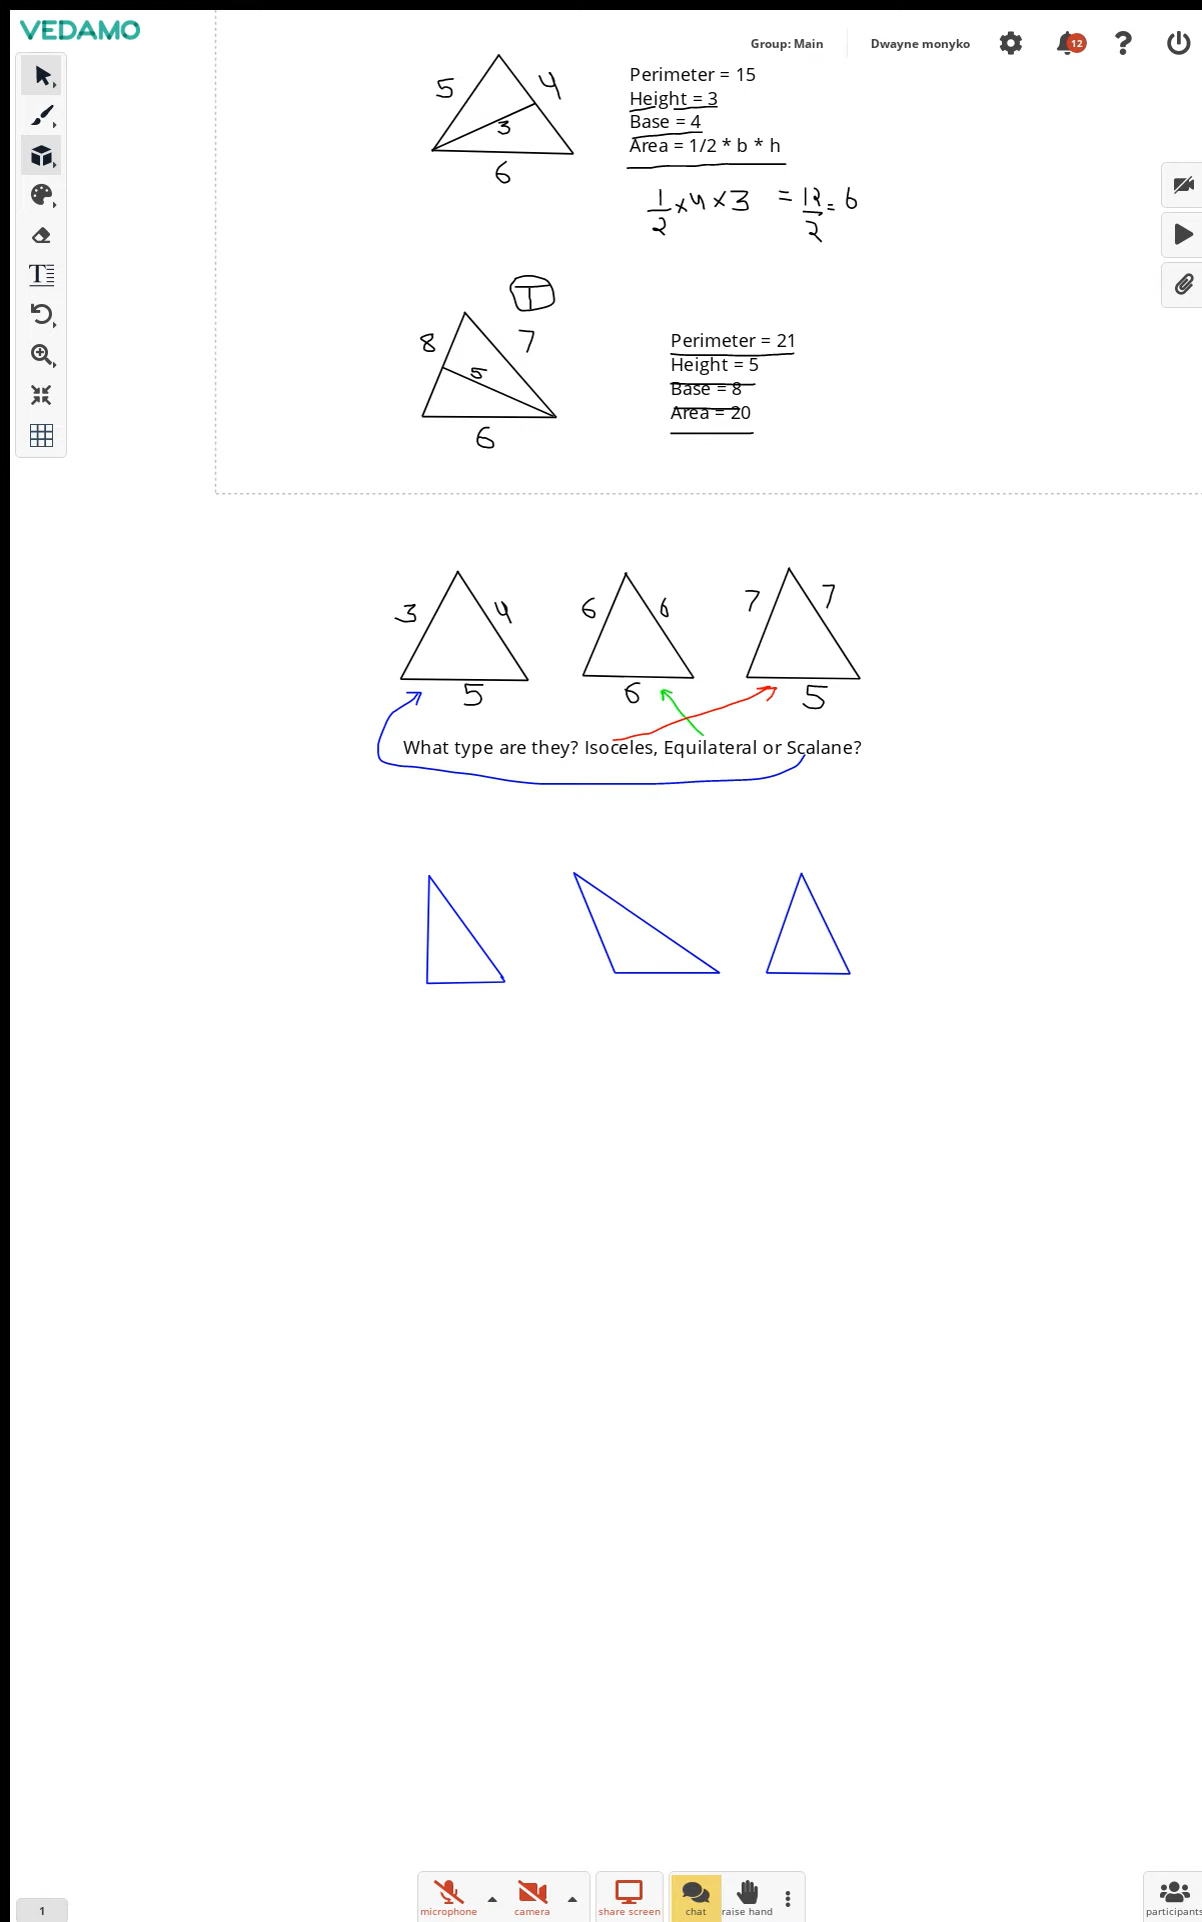 VEDAMO
Group: Main
Dwayne monyko
12
5
4
3
6
Perimeter = 15
Height = 3
Base = 4
Area = 1/2 * b * h
1/2 × 4 × 3 = 12/2 = 6
T
8
7
5
6
Perimeter = 21
Height = 5
Base = 8
Area = 20
3
4
5
6
6
6
7
7
5
What type are they? Isoceles, Equilateral or Scalane?
1
microphone
camera
share screen
chat
raise hand
participants